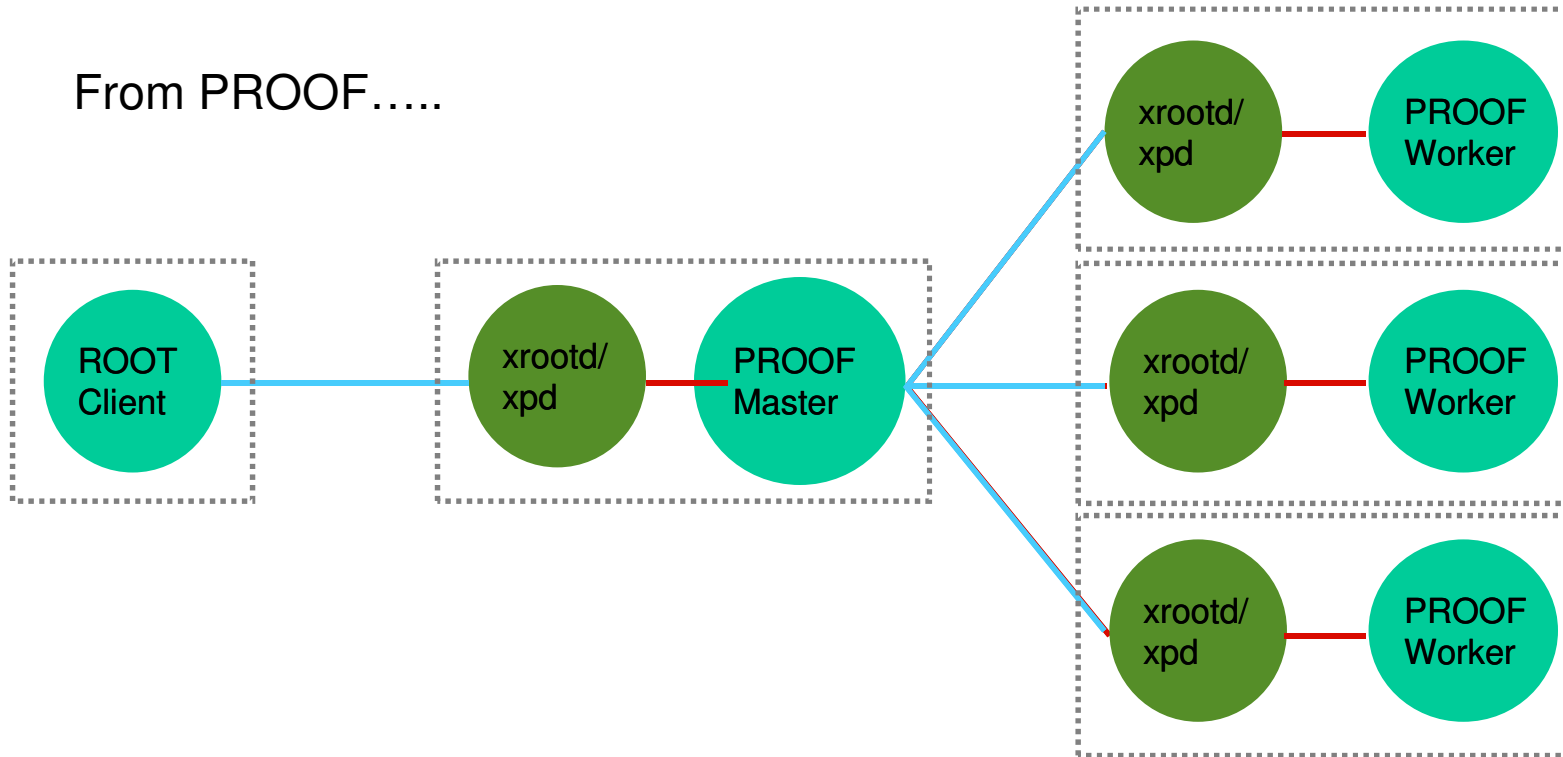 From PROOF…..
xrootd/
xpd
PROOF
Worker
ROOT
Client
xrootd/
xpd
PROOF
Master
xrootd/
xpd
PROOF
Worker
xrootd/
xpd
PROOF
Worker